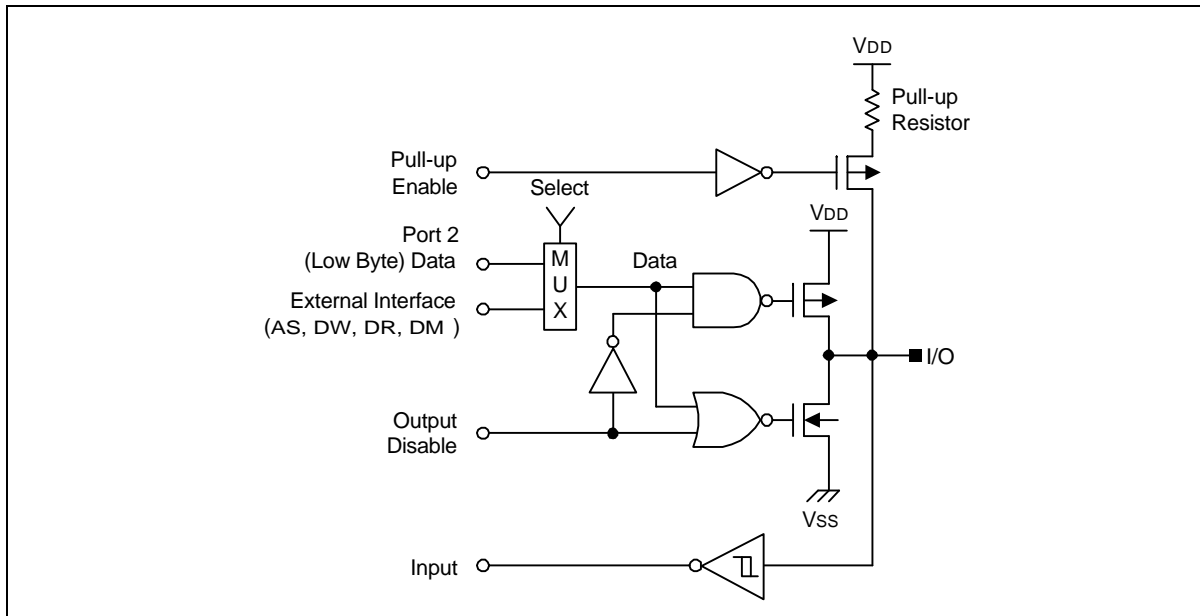 VDD
Pull-up
Resistor
Pull-up
Enable
Select
VDD
Port 2
(Low Byte) Data
M
U
X
Data
External Interface
(AS, DW, DR, DM )
I/O
Output
Disable
VSS
Input